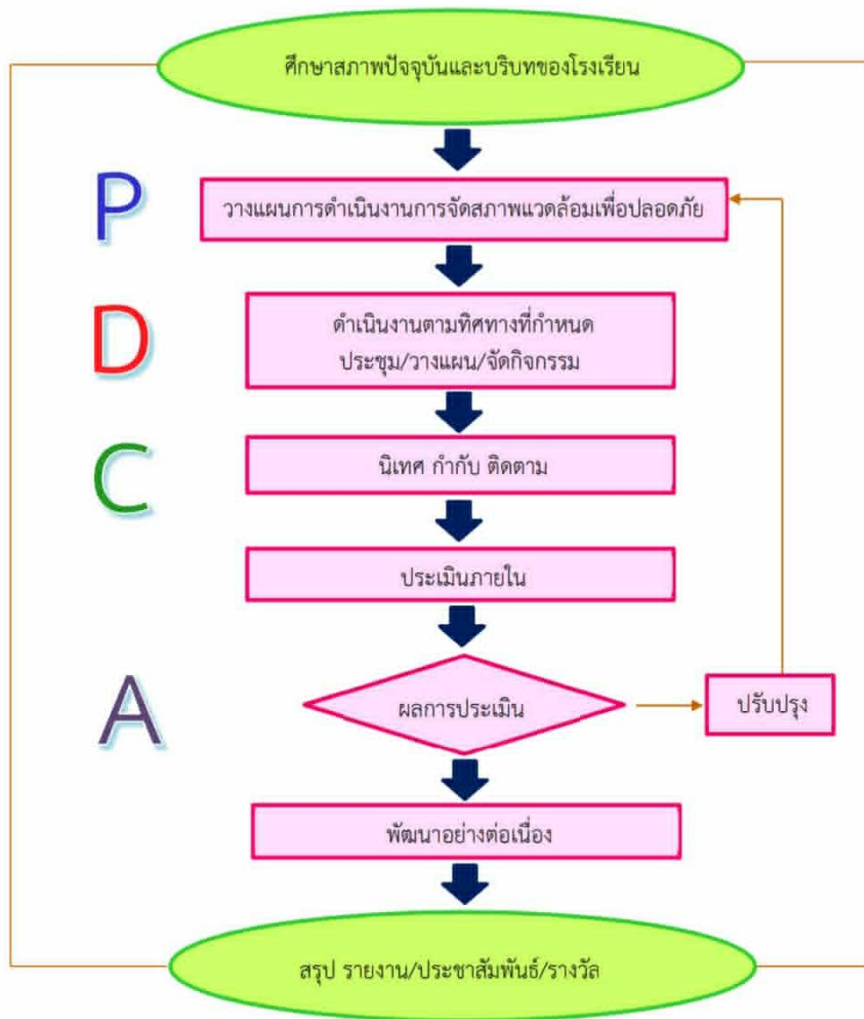 ศึกษาสภาพปัจจุบันและบริบทของโรงเรียน
P
วางแผนการดำเนินงานการจัดสภาพแวดล้อมเพื่อปลอดภัย
D
ดำเนินงานตามทิศทางที่กำหนด
ประชุม/วางแผน/จัดกิจกรรม
C
นิเทศ กำกับ ติดตาม
ประเมินภายใน
A
ผลการประเมิน
ปรับปรุง
พัฒนาอย่างต่อเนื่อง
สรุป รายงาน/ประชาสัมพันธ์/รางวัล